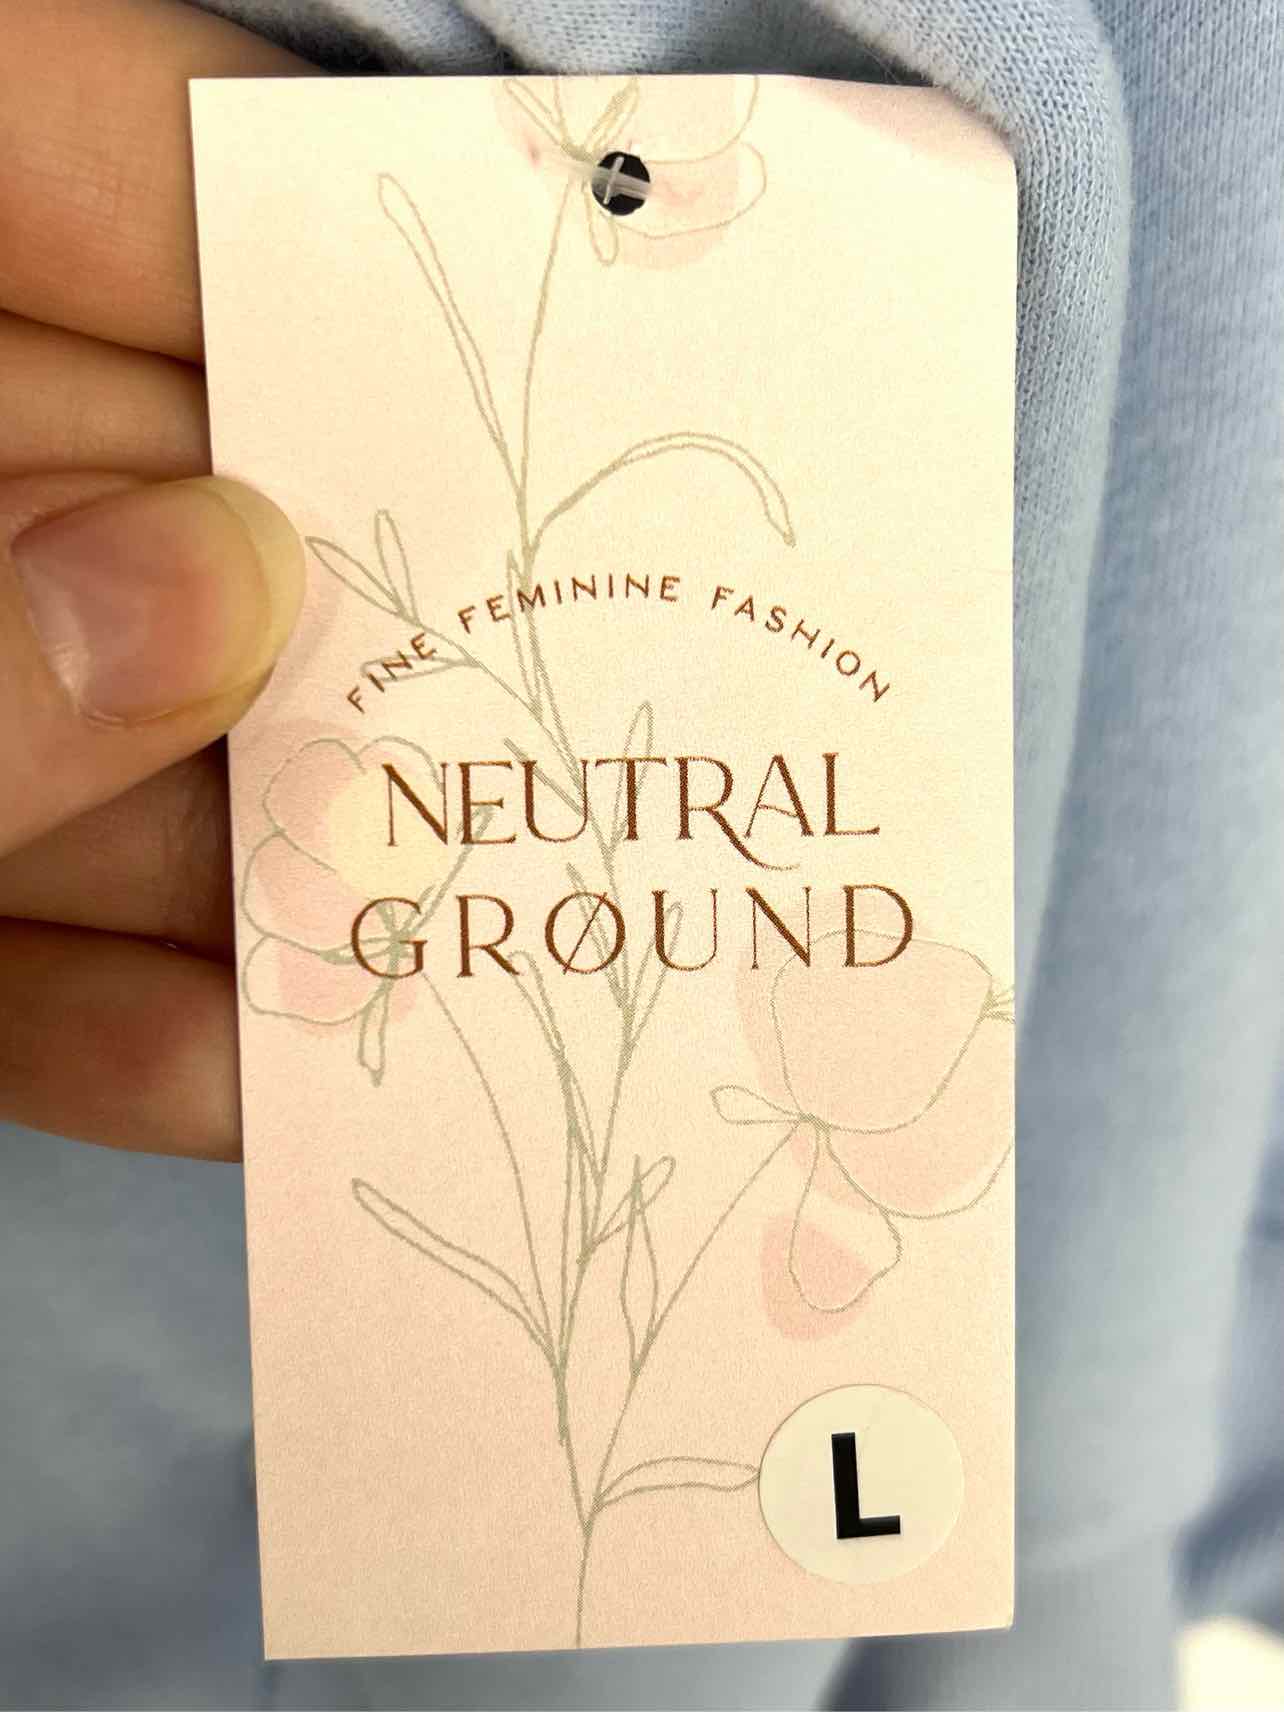 FINE FEMININE FASHION
NEUTRAL
GRØUND
L